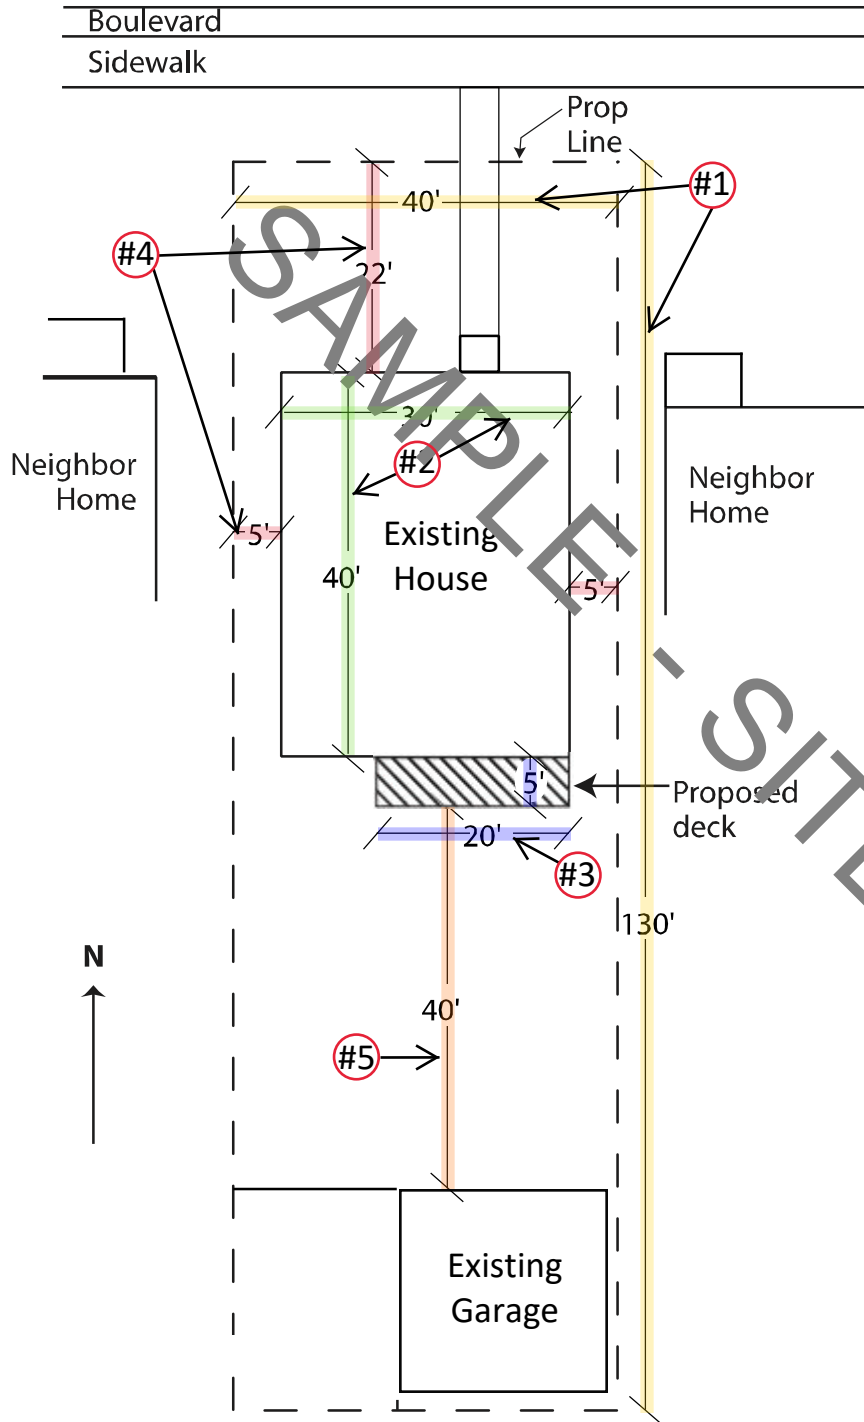 Boulevard
Sidewalk
Prop
Line
#1
40'
#4
22'
30'
#2
Neighbor
Home
Neighbor
Home
5'
Existing
House
40'
5'
5'
Proposed
deck
20'
#3
130'
N
40'
#5
Existing
Garage
SAMPLE - SITE